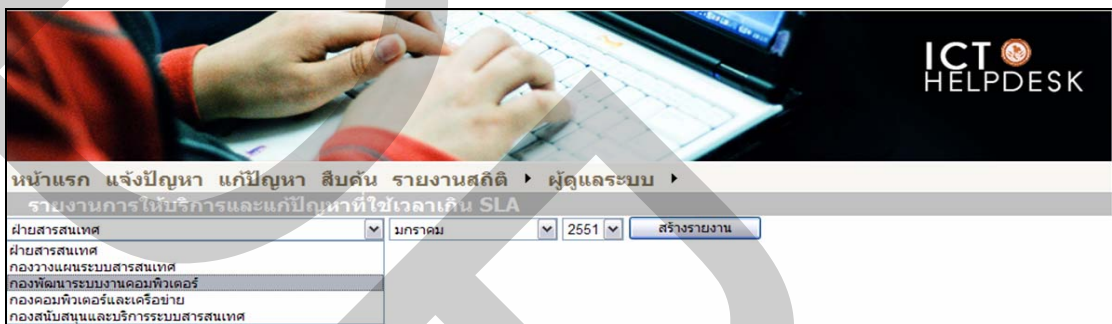 ICT
HELPDESK
หน้าแรก แจ้งปัญหา แก้ปัญหา สืบค้น รายงานสถิติ ผู้ดูแลระบบ
รายงานการให้บริการและแก้ปัญหาที่ใช้เวลาเกิน SLA
ฝ่ายสารสนเทศ มกราคม 2551 สร้างรายงาน
ฝ่ายสารสนเทศ
กองวางแผนระบบสารสนเทศ
กองพัฒนาระบบงานคอมพิวเตอร์
กองคอมพิวเตอร์และเครือข่าย
กองสนับสนุนและบริการระบบสารสนเทศ